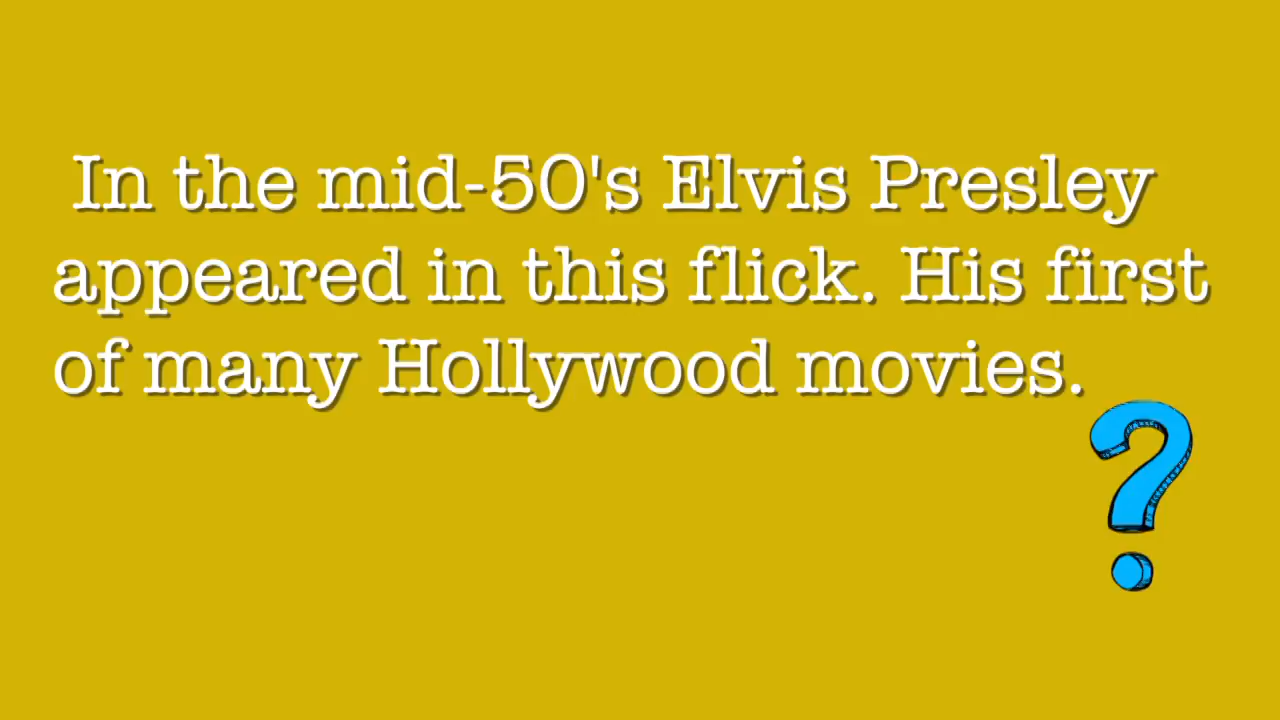 In the mid-50's Elvis Presley
appeared in this flick. His first
of many Hollywood movies.
?